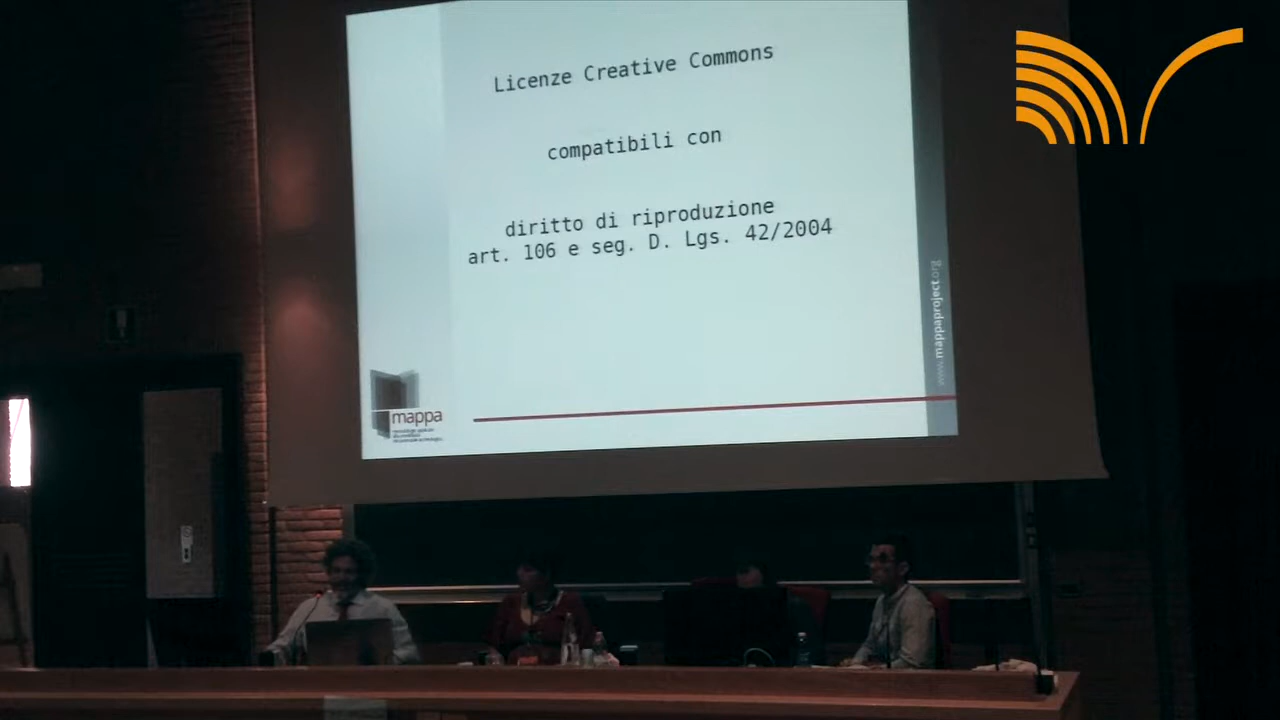 Licenze Creative Commons
compatibili con
diritto di riproduzione
art. 106 e seg. D. Lgs. 42/2004
www.mappaproject.org
mappa